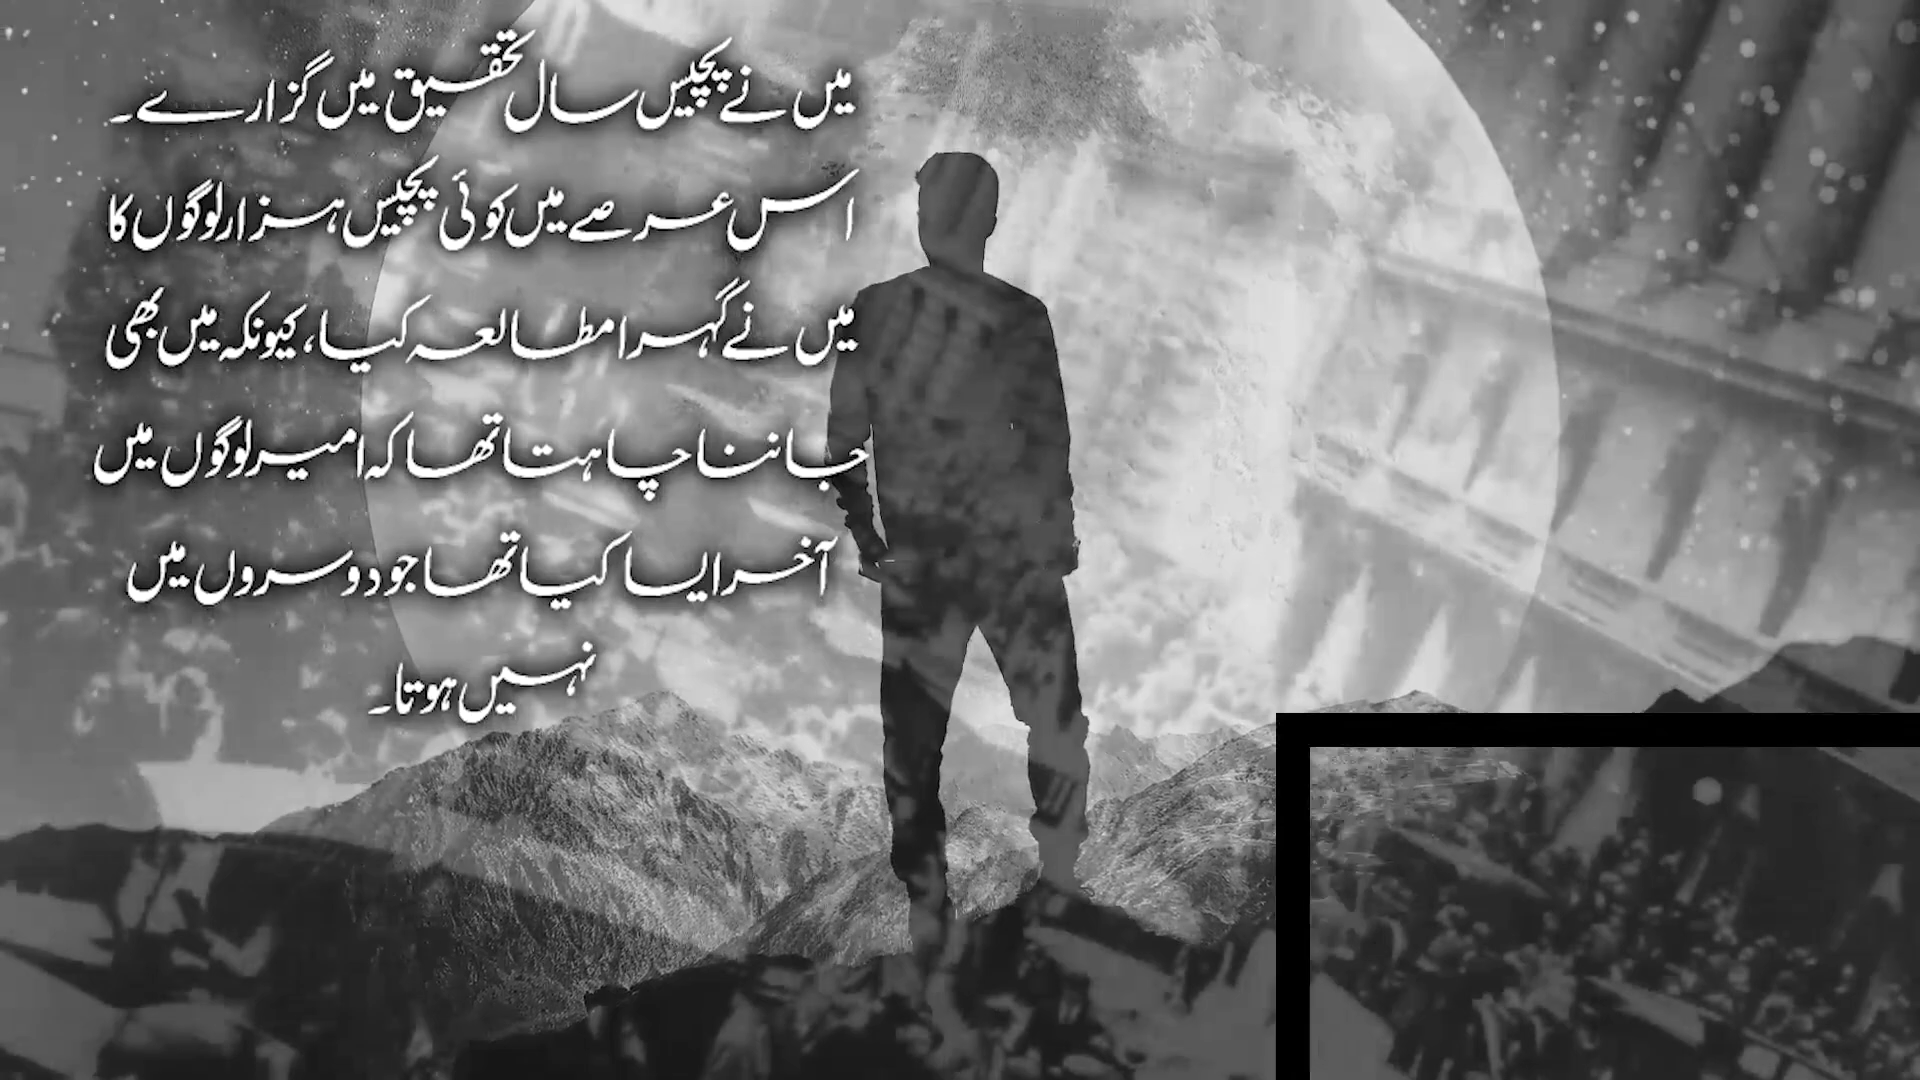 میں نے پچیس سال تحقیق میں گزارے۔
اس عرصے میں کوئی پچیس ہزار لوگوں کا
میں نے گہرا مطالعہ کیا، کیونکہ میں بھی
جاننا چاہتا تھا کہ امیر لوگوں میں
آخر ایسا کیا تھا جو دوسروں میں
نہیں ہوتا۔